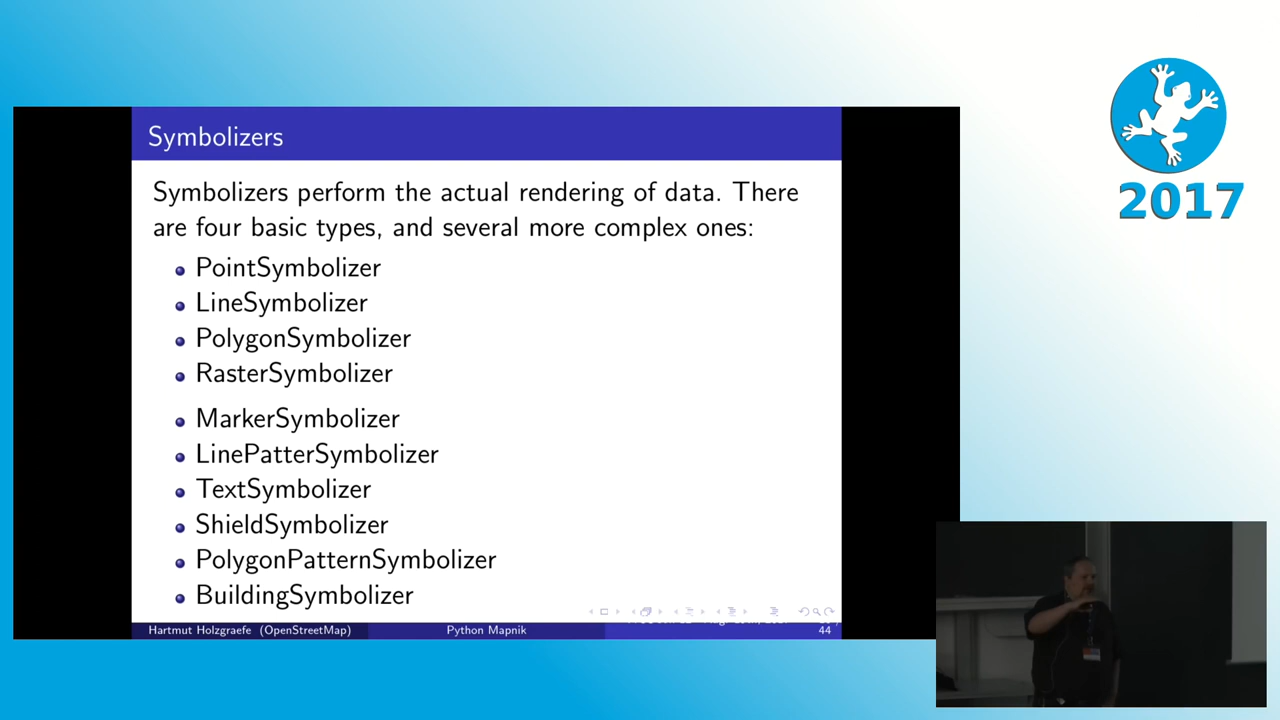 Symbolizers
Symbolizers perform the actual rendering of data. There
are four basic types, and several more complex ones:
PointSymbolizer
LineSymbolizer
PolygonSymbolizer
RasterSymbolizer
MarkerSymbolizer
LinePatterSymbolizer
TextSymbolizer
ShieldSymbolizer
PolygonPatternSymbolizer
BuildingSymbolizer
Hartmut Holzgraefe (OpenStreetMap)
Python Mapnik
44
2017